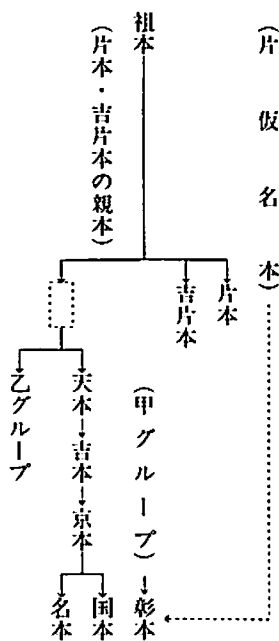 (片仮名本)
片本
吉片本
祖本
(片本・吉片本の親本)
(甲グループ)→彰本
天本→吉本→京本
国本
名本
乙グループ